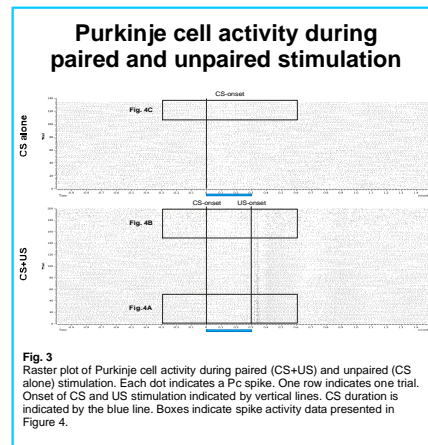 Purkinje cell activity during
paired and unpaired stimulation
CS-onset
Fig. 4C
CS alone
Trial
Time
CS-onset US-onset
Fig. 4B
CS+US
Trial
Fig.4A
Time
Fig. 3
Raster plot of Purkinje cell activity during paired (CS+US) and unpaired (CS
alone) stimulation. Each dot indicates a Pc spike. One row indicates one trial.
Onset of CS and US stimulation indicated by vertical lines. CS duration is
indicated by the blue line. Boxes indicate spike activity data presented in
Figure 4.